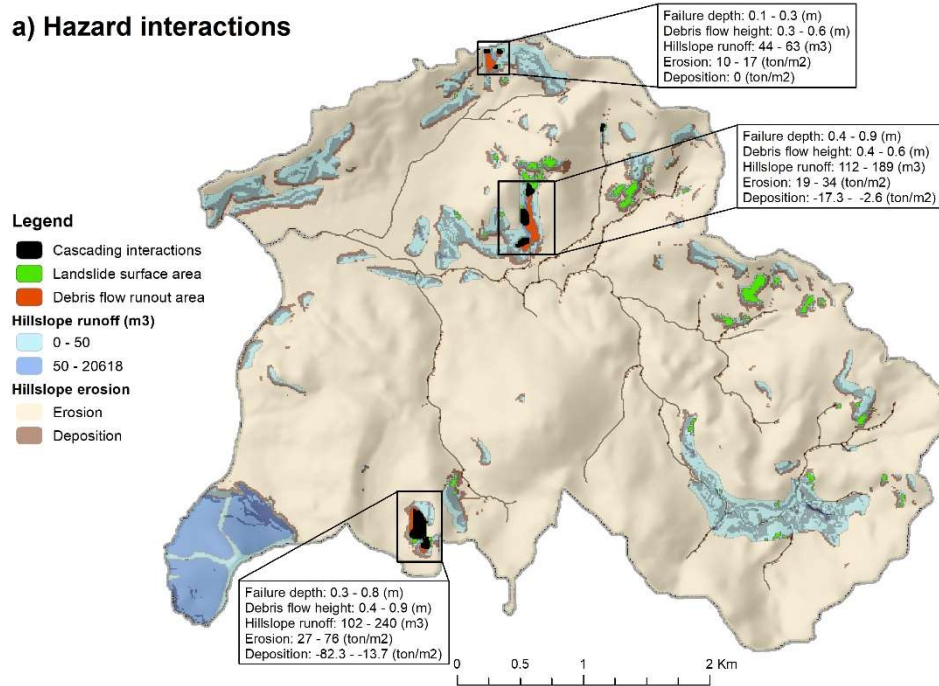 a) Hazard interactions
Failure depth: 0.1 - 0.3 (m)
Debris flow height: 0.3 - 0.6 (m)
Hillslope runoff: 44 - 63 (m3)
Erosion: 10 - 17 (ton/m2)
Deposition: 0 (ton/m2)
Failure depth: 0.4 - 0.9 (m)
Debris flow height: 0.4 - 0.6 (m)
Hillslope runoff: 112 - 189 (m3)
Erosion: 19 - 34 (ton/m2)
Deposition: -17.3 - -2.6 (ton/m2)
Legend
Cascading interactions
Landslide surface area
Debris flow runout area
Hillslope runoff (m3)
0 - 50
50 - 20618
Hillslope erosion
Erosion
Deposition
Failure depth: 0.3 - 0.8 (m)
Debris flow height: 0.4 - 0.9 (m)
Hillslope runoff: 102 - 240 (m3)
Erosion: 27 - 76 (ton/m2)
Deposition: -82.3 - -13.7 (ton/m2)
0 0.5 1 2 Km